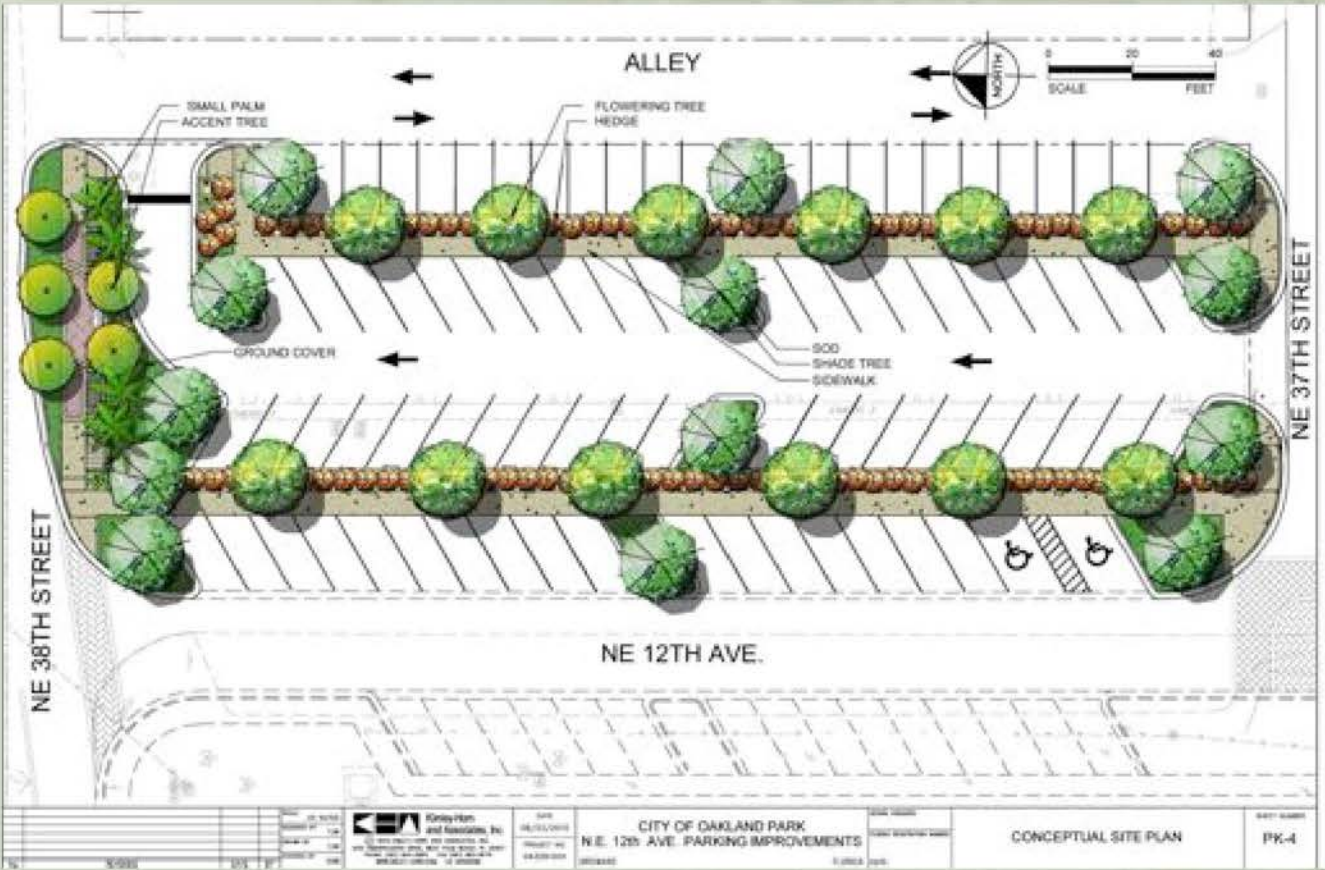 ALLEY
NORTH
0 20 40
SCALE FEET
SMALL PALM
ACCENT TREE
FLOWERING TREE
HEDGE
GROUND COVER
SOD
SHADE TREE
SIDEWALK
NE 37TH STREET
NE 38TH STREET
NE 12TH AVE.
Kimley-Horn
and Associates, Inc.
CITY OF OAKLAND PARK
N.E. 12th AVE. PARKING IMPROVEMENTS
CONCEPTUAL SITE PLAN
SHEET NUMBER
PK-4